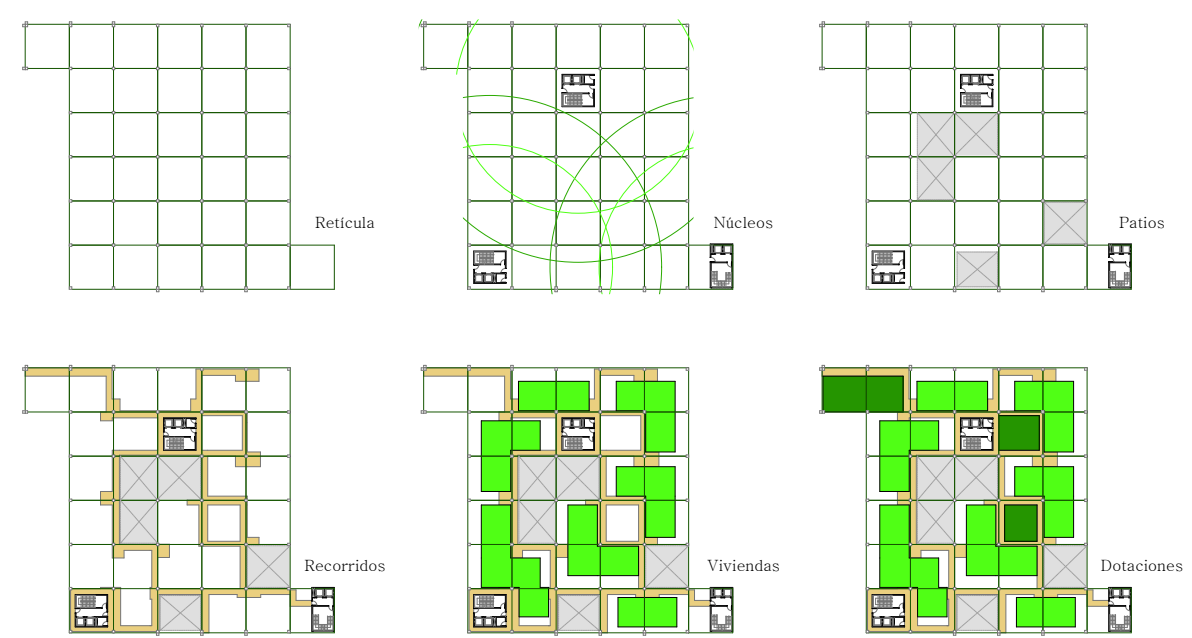 Retícula
Núcleos
Patios
Recorridos
Viviendas
Dotaciones